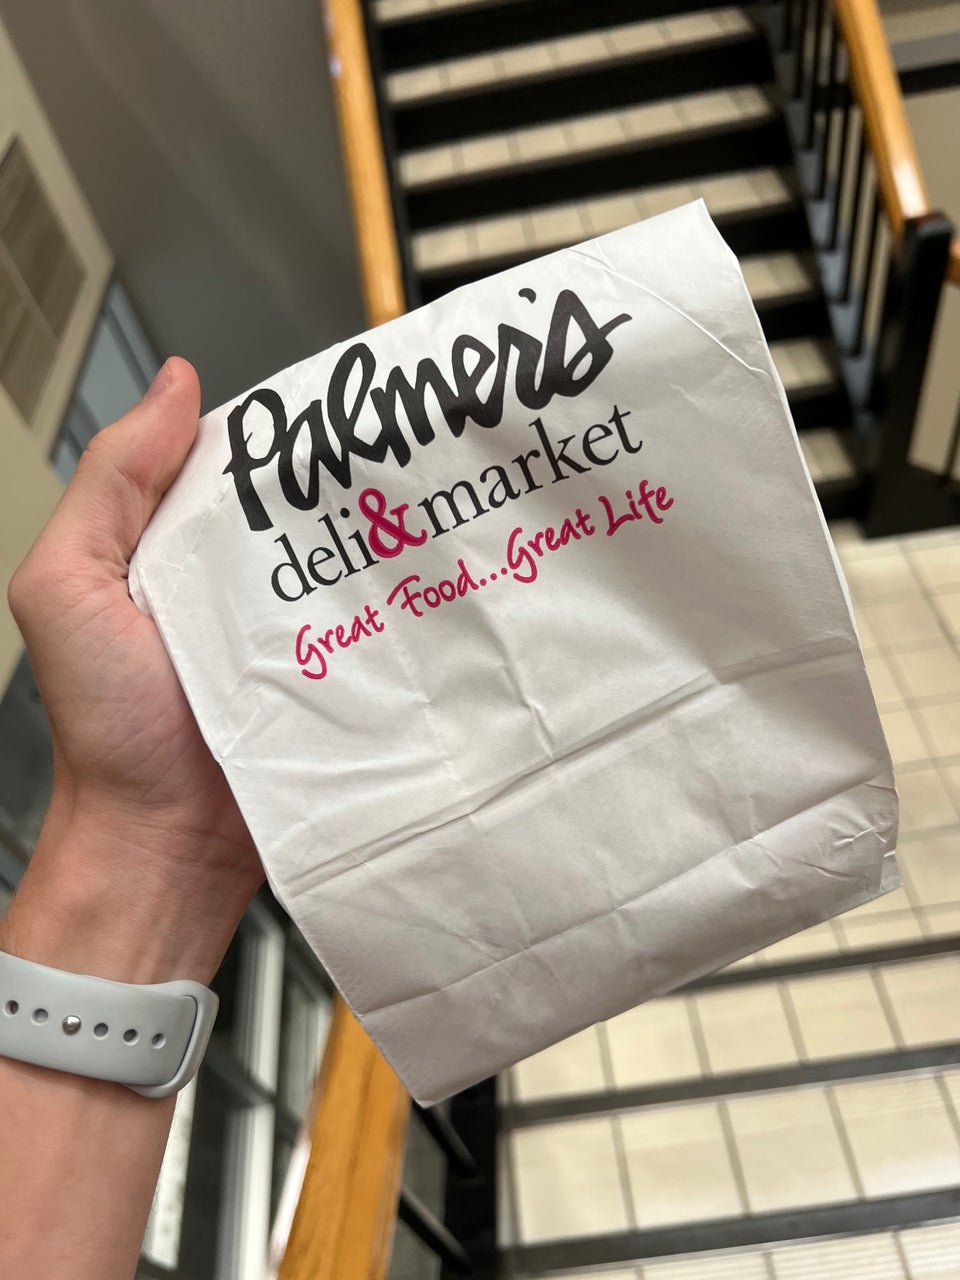 Palmer's
deli&market
Great Food...Great Life